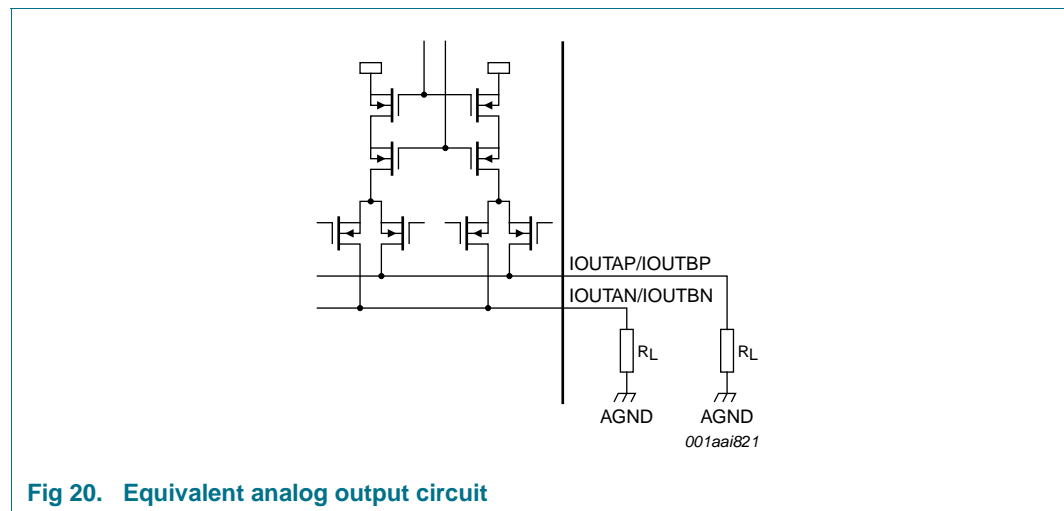 IOUTAP/IOUTBP
IOUTAN/IOUTBN
RL RL
AGND AGND
001aai821
Fig 20. Equivalent analog output circuit